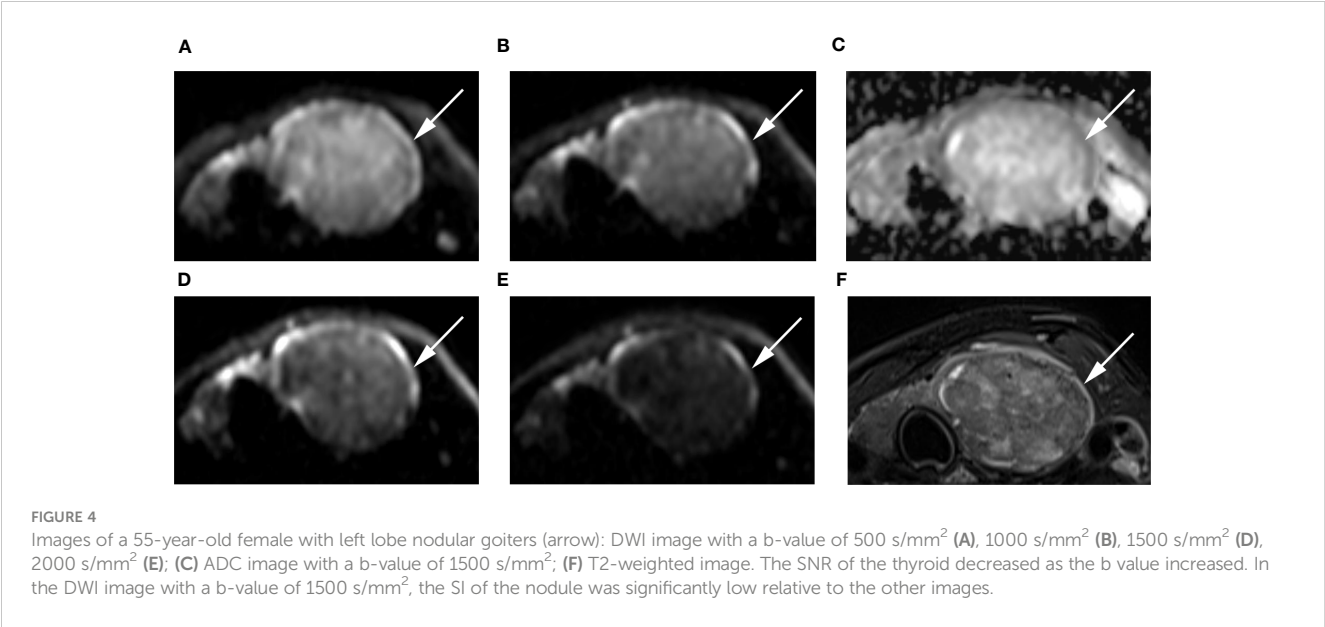 A
B
C
D
E
F
FIGURE 4
Images of a 55-year-old female with left lobe nodular goiters (arrow): DWI image with a b-value of 500 s/mm² (A), 1000 s/mm² (B), 1500 s/mm² (D),
2000 s/mm² (E); (C) ADC image with a b-value of 1500 s/mm²; (F) T2-weighted image. The SNR of the thyroid decreased as the b value increased. In
the DWI image with a b-value of 1500 s/mm², the SI of the nodule was significantly low relative to the other images.